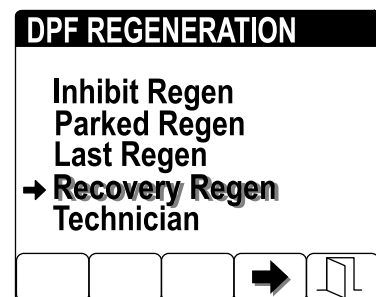 DPF REGENERATION
Inhibit Regen
Parked Regen
Last Regen
Recovery Regen
Technician